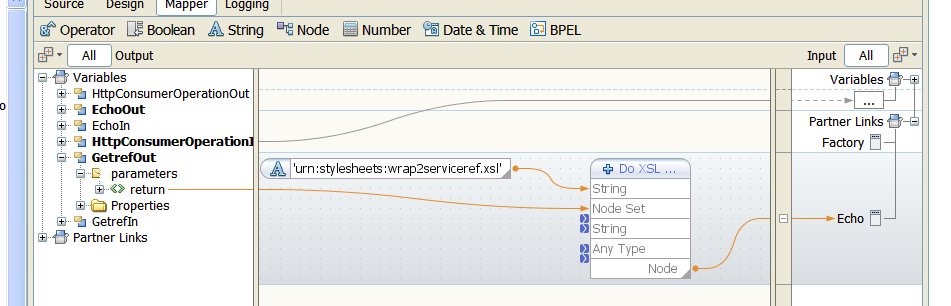 Source Design Mapper Logging
Operator Boolean String Node Number Date & Time BPEL
All Output Input All
Variables
HttpConsumerOperationOut
EchoOut
EchoIn
HttpConsumerOperationI
GetrefOut
parameters
return
Properties
GetrefIn
Partner Links
'urn:stylesheets:wrap2serviceref.xsl'
Do XSL ...
String
Node Set
String
Any Type
Node
Variables
...
Partner Links
Factory
Echo